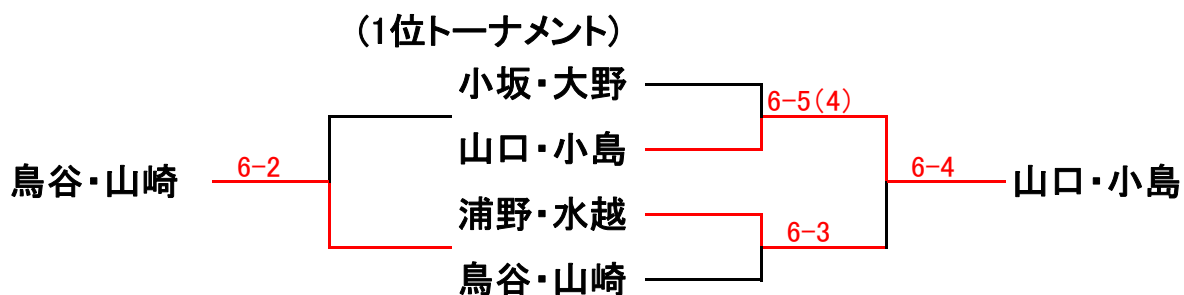 (1位トーナメント)
小坂・大野
6-5(4)
山口・小島
鳥谷・山崎
6-2
6-4
山口・小島
浦野・水越
6-3
鳥谷・山崎